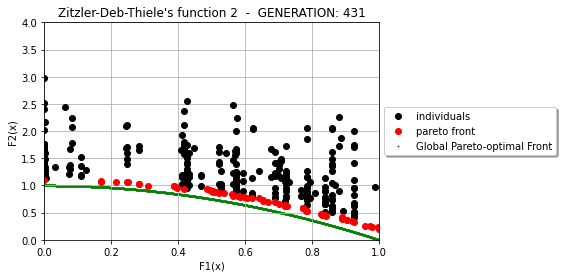 Zitzler-Deb-Thiele's function 2 - GENERATION: 431
4.0
3.5
3.0
2.5
2.0
1.5
1.0
0.5
0.0
F2(x)
0.0 0.2 0.4 0.6 0.8 1.0
F1(x)
individuals
pareto front
Global Pareto-optimal Front